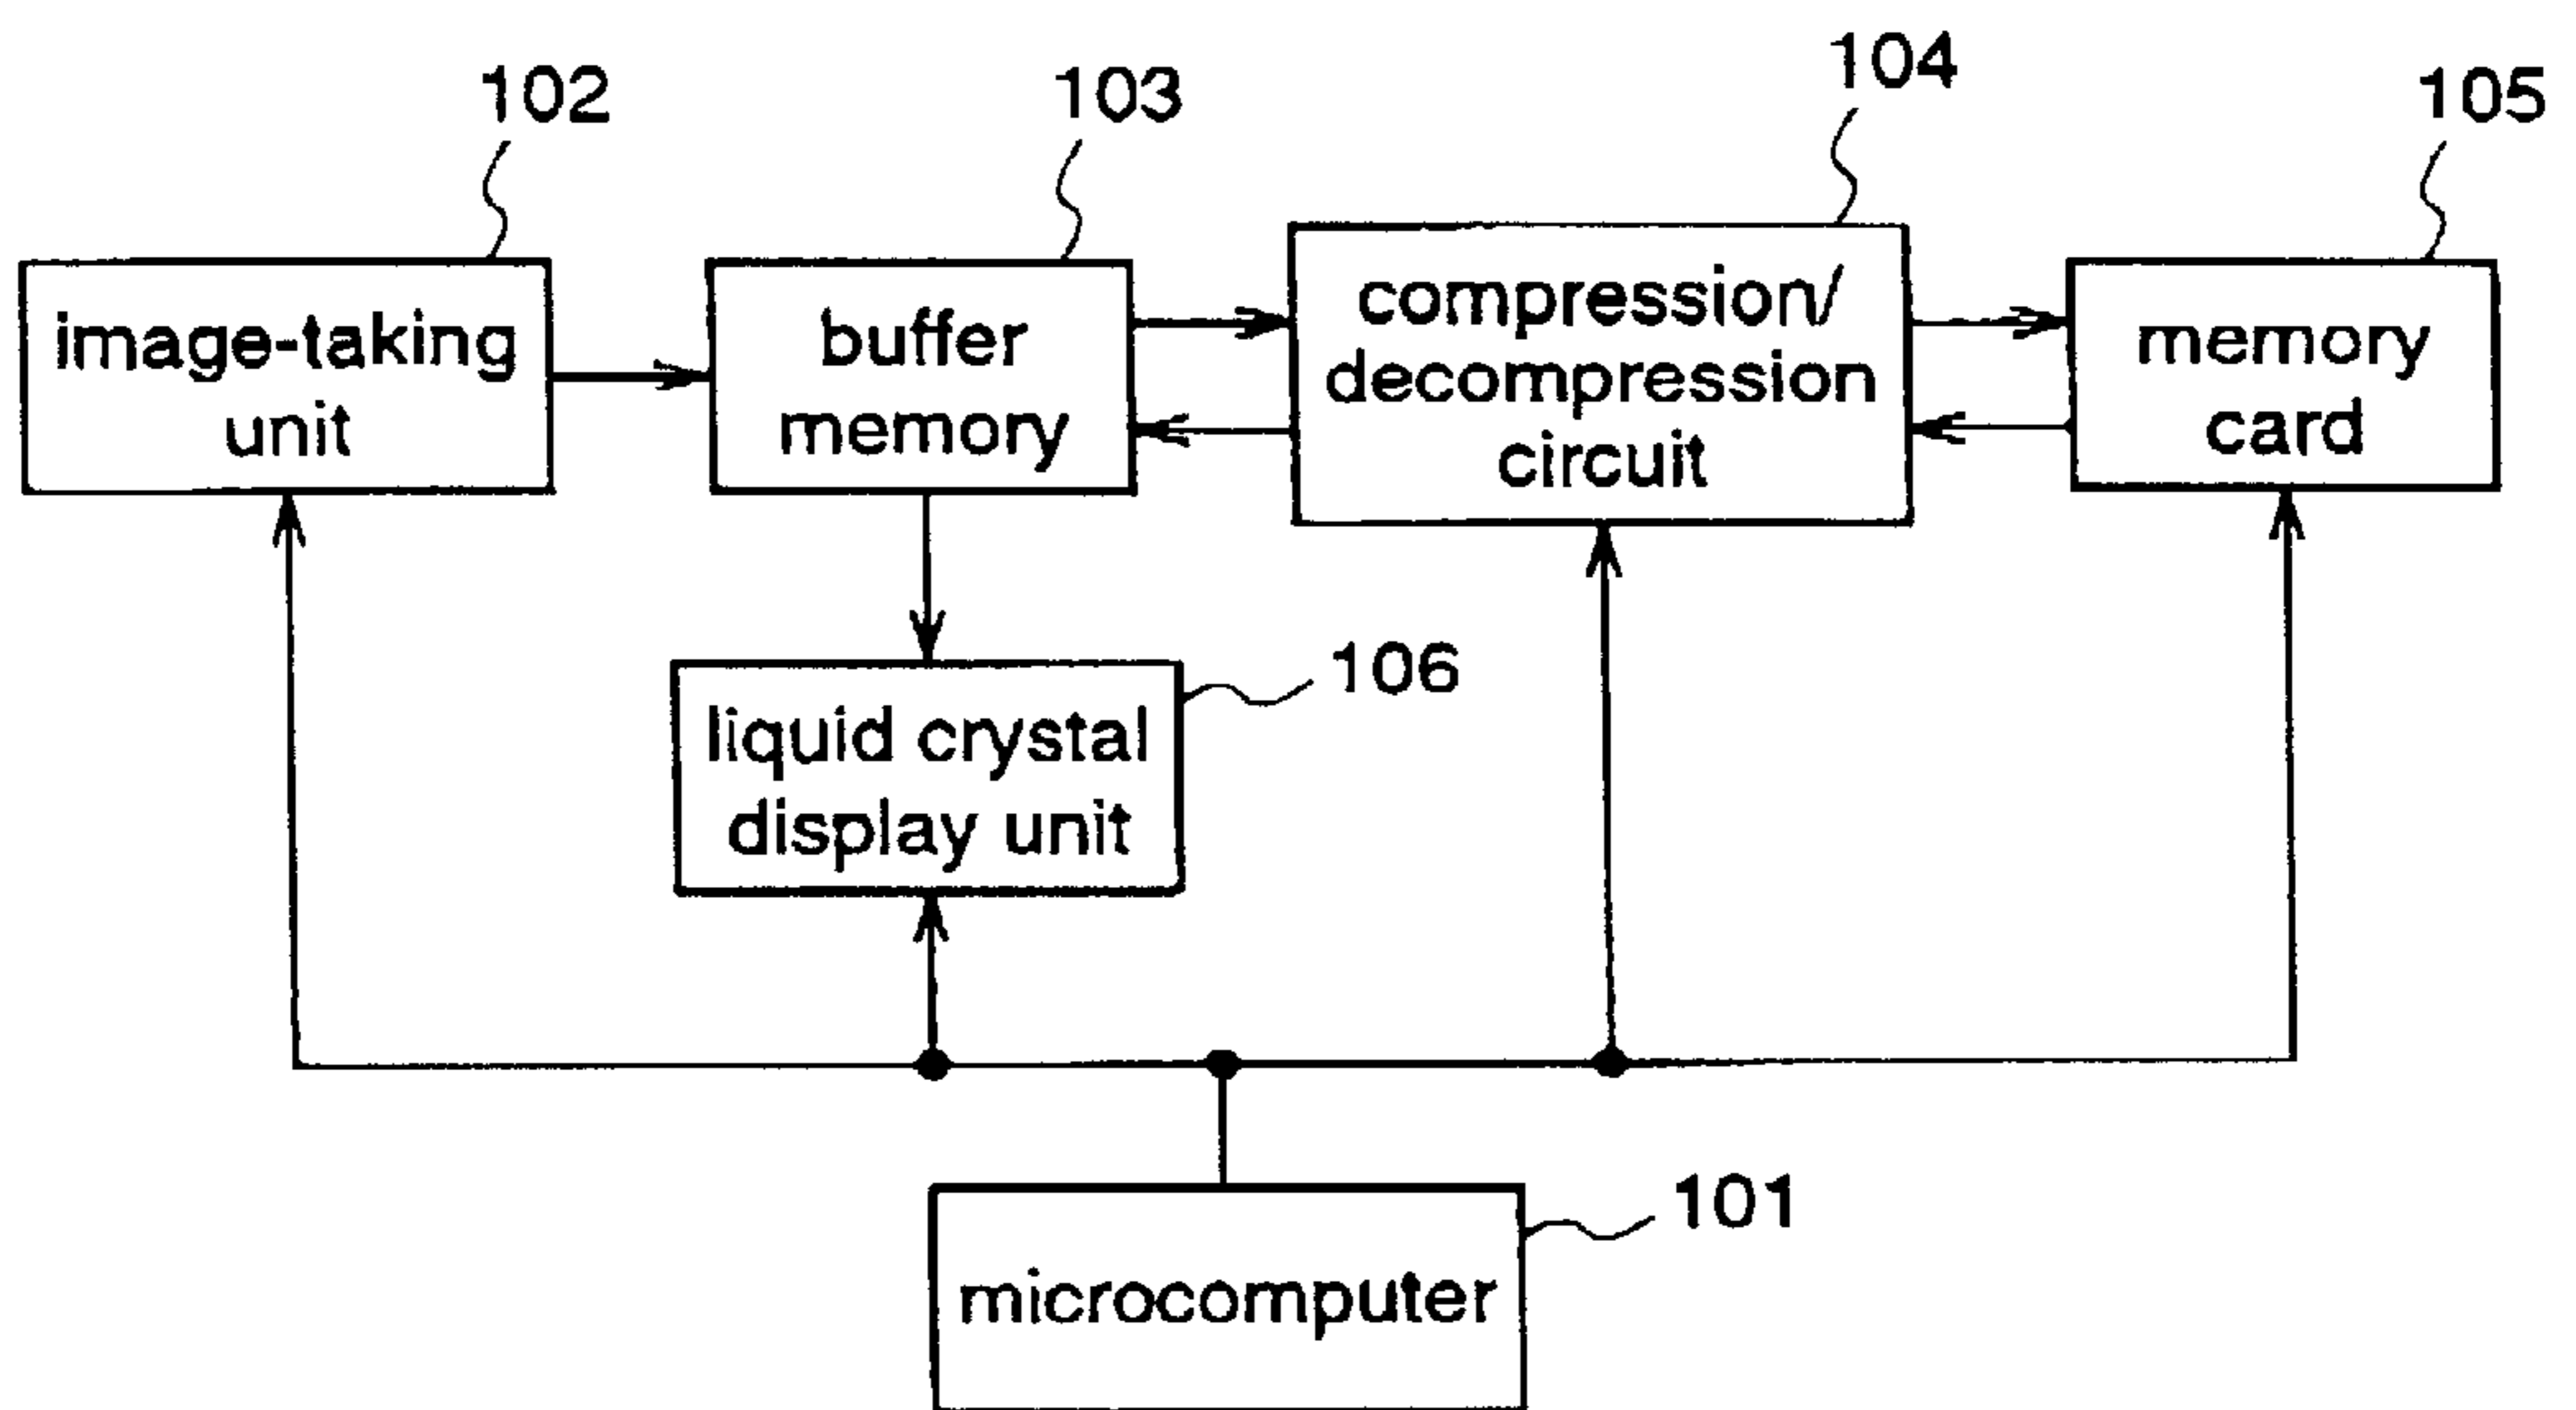 102
103
104
105
image-taking
unit
buffer
memory
compression/
decompression
circuit
memory
card
106
liquid crystal
display unit
101
microcomputer